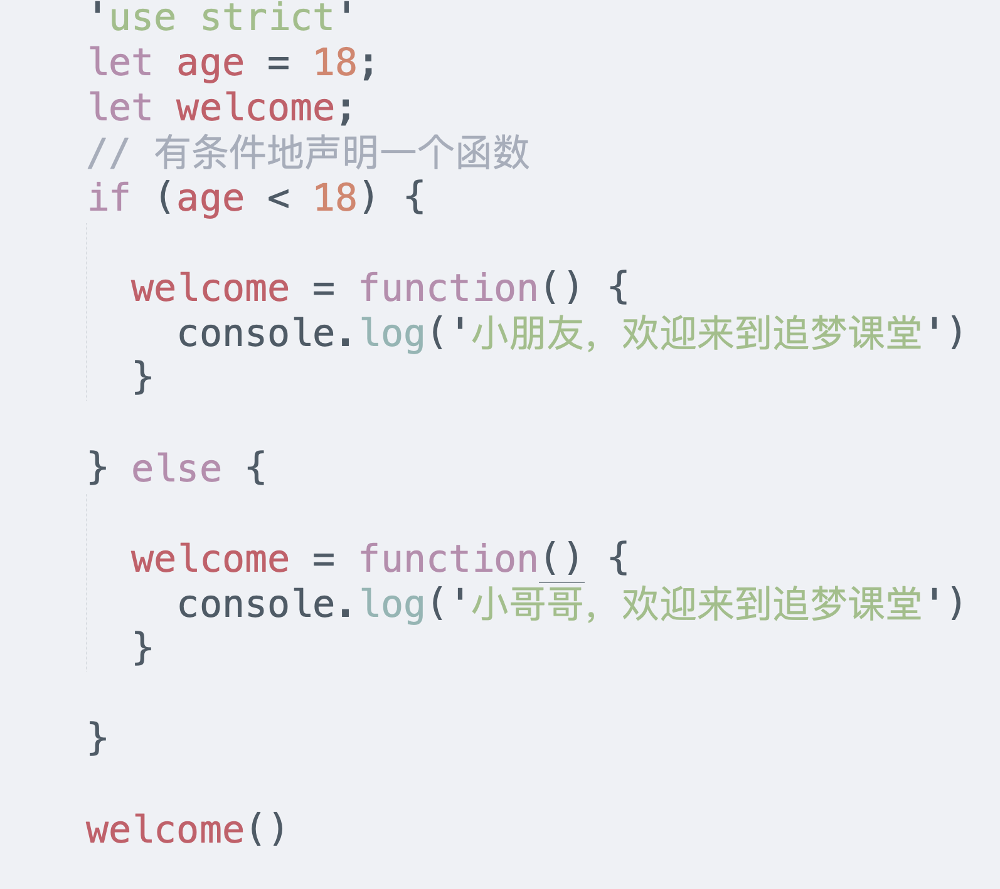 'use strict'
let age = 18;
let welcome;
// 有条件地声明一个函数
if (age < 18) {
welcome = function() {
console.log('小朋友，欢迎来到追梦课堂')
}
} else {
welcome = function() {
console.log('小哥哥，欢迎来到追梦课堂')
}
}
welcome()